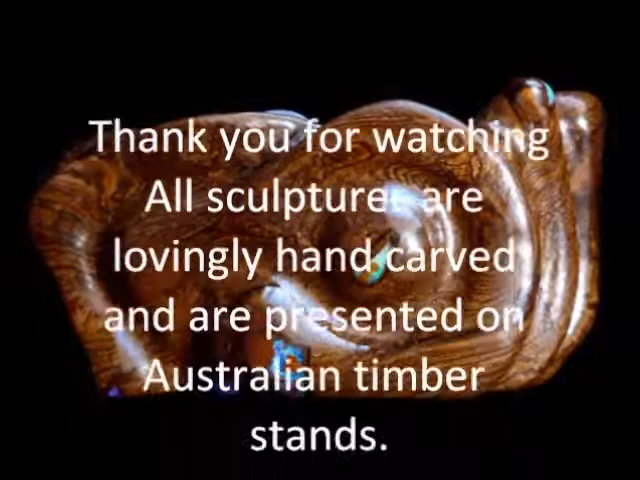 Thank you for watching
All sculptures are
lovingly hand carved
and are presented on
Australian timber
stands.